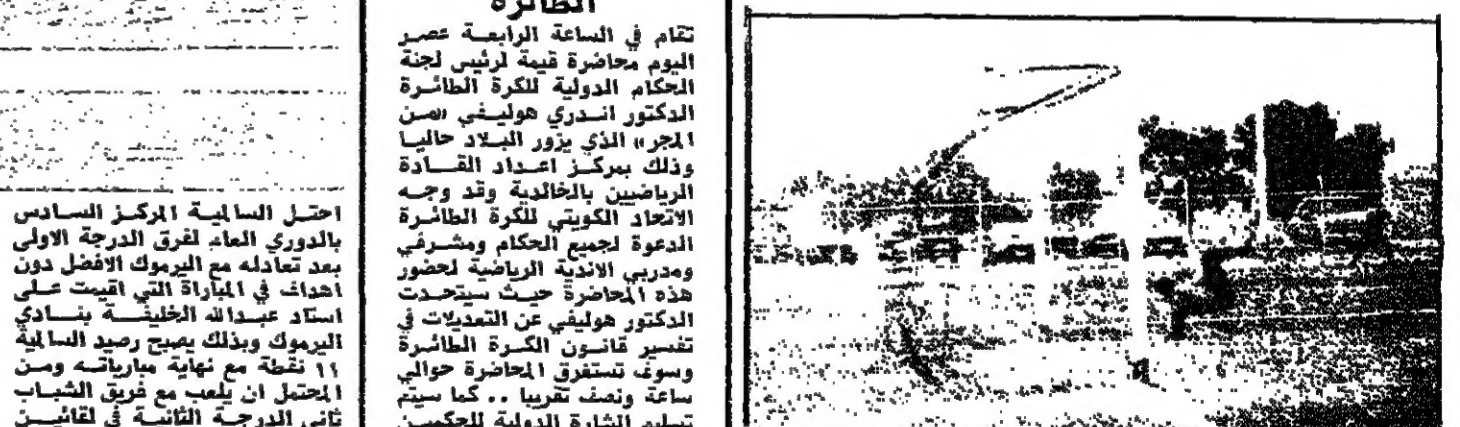 الطائرة
تقام في الساعة الرابعة عصر
اليوم محاضرة قيمة لرئيس لجنة
الحكام الدولية للكرة الطائرة
الدكتور اندري هوليفي «من
المجر» الذي يزور البلاد حاليا
وذلك بمركز اعداد القادة
الرياضيين بالخالدية وقد وجه
الاتحاد الكويتي للكرة الطائرة
الدعوة لجميع الحكام ومشرفي
ومدربي الاندية الرياضية لحضور
هذه المحاضرة حيث سيتحدث
الدكتور هوليفي عن التعديلات في
تفسير قانون الكرة الطائرة
وسوف تستغرق المحاضرة حوالي
ساعة ونصف تقريبا .. كما سيتم
تسليم الشارة الدولية للحكمين
احتل السالمية المركز السادس
بالدوري العام لفرق الدرجة الاولى
بعد تعادله مع اليرموك الافضل دون
اهداف في المباراة التي اقيمت على
استاد عبدالله الخليفة بنادي
اليرموك وبذلك يصبح رصيد السالمية
١١ نقطة مع نهاية مبارياته ومن
المحتمل ان يلعب مع فريق الشباب
ثاني الدرجة الثانية في لقائين